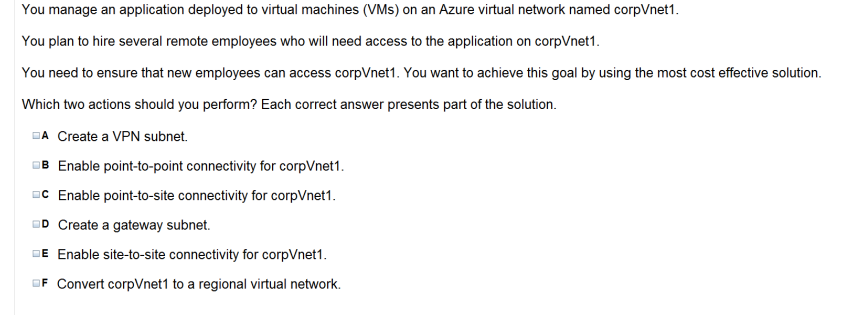 You manage an application deployed to virtual machines (VMs) on an Azure virtual network named corpVnet1.
You plan to hire several remote employees who will need access to the application on corpVnet1.
You need to ensure that new employees can access corpVnet1. You want to achieve this goal by using the most cost effective solution.
Which two actions should you perform? Each correct answer presents part of the solution.
A Create a VPN subnet.
B Enable point-to-point connectivity for corpVnet1.
C Enable point-to-site connectivity for corpVnet1.
D Create a gateway subnet.
E Enable site-to-site connectivity for corpVnet1.
F Convert corpVnet1 to a regional virtual network.